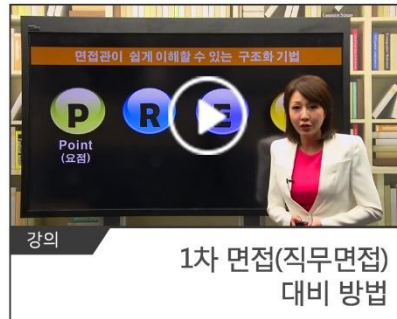 면접관이 쉽게 이해할 수 있는 구조화 기법
P R E
Point
(요점)
강의
1차 면접(직무면접)
대비 방법